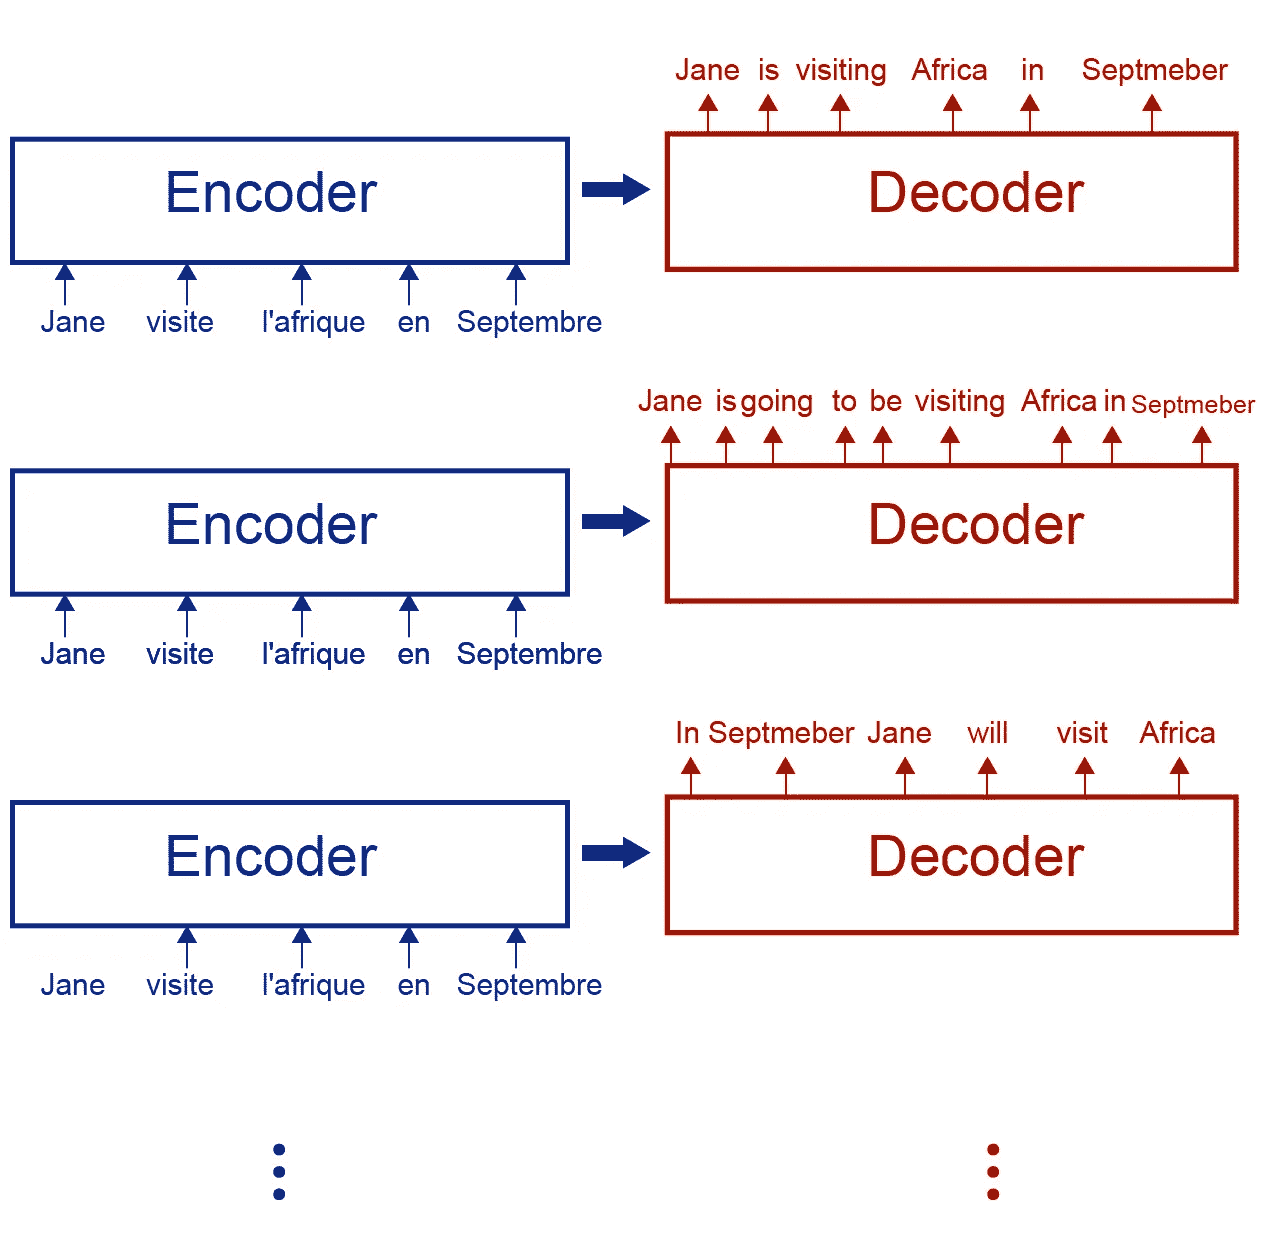 Jane is visiting Africa in Septmeber
Encoder
Decoder
Jane visite l'afrique en Septembre
Jane is going to be visiting Africa in Septmeber
Encoder
Decoder
Jane visite l'afrique en Septembre
In Septmeber Jane will visit Africa
Encoder
Decoder
Jane visite l'afrique en Septembre